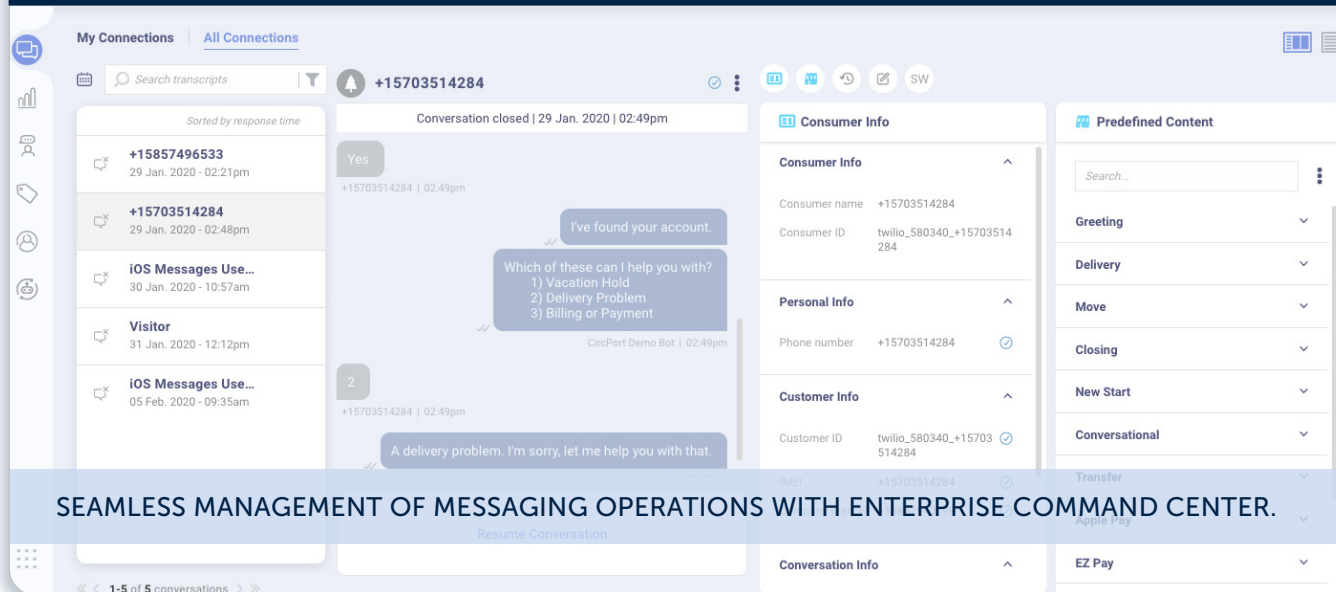 My Connections
All Connections
Search transcripts
Sorted by response time
+15857496533
29 Jan. 2020 - 02:21pm
+15703514284
29 Jan. 2020 - 02:48pm
iOS Messages Use...
30 Jan. 2020 - 10:57am
Visitor
31 Jan. 2020 - 12:12pm
iOS Messages Use...
05 Feb. 2020 - 09:35am
1-5 of 5 conversations
+15703514284
Conversation closed | 29 Jan. 2020 | 02:49pm
Yes
+15703514284 | 02:49pm
I've found your account.
Which of these can I help you with?
1) Vacation Hold
2) Delivery Problem
3) Billing or Payment
CircPort Demo Bot | 02:49pm
2
+15703514284 | 02:49pm
A delivery problem. I'm sorry, let me help you with that.
Resume Conversation
SW
Consumer Info
Consumer Info
Consumer name +15703514284
Consumer ID twilio_580340_+15703514
284
Personal Info
Phone number +15703514284
Customer Info
Customer ID twilio_580340_+15703
514284
IMEI +15703514284
Conversation Info
Predefined Content
Search...
Greeting
Delivery
Move
Closing
New Start
Conversational
Transfer
Apple Pay
EZ Pay
SEAMLESS MANAGEMENT OF MESSAGING OPERATIONS WITH ENTERPRISE COMMAND CENTER.